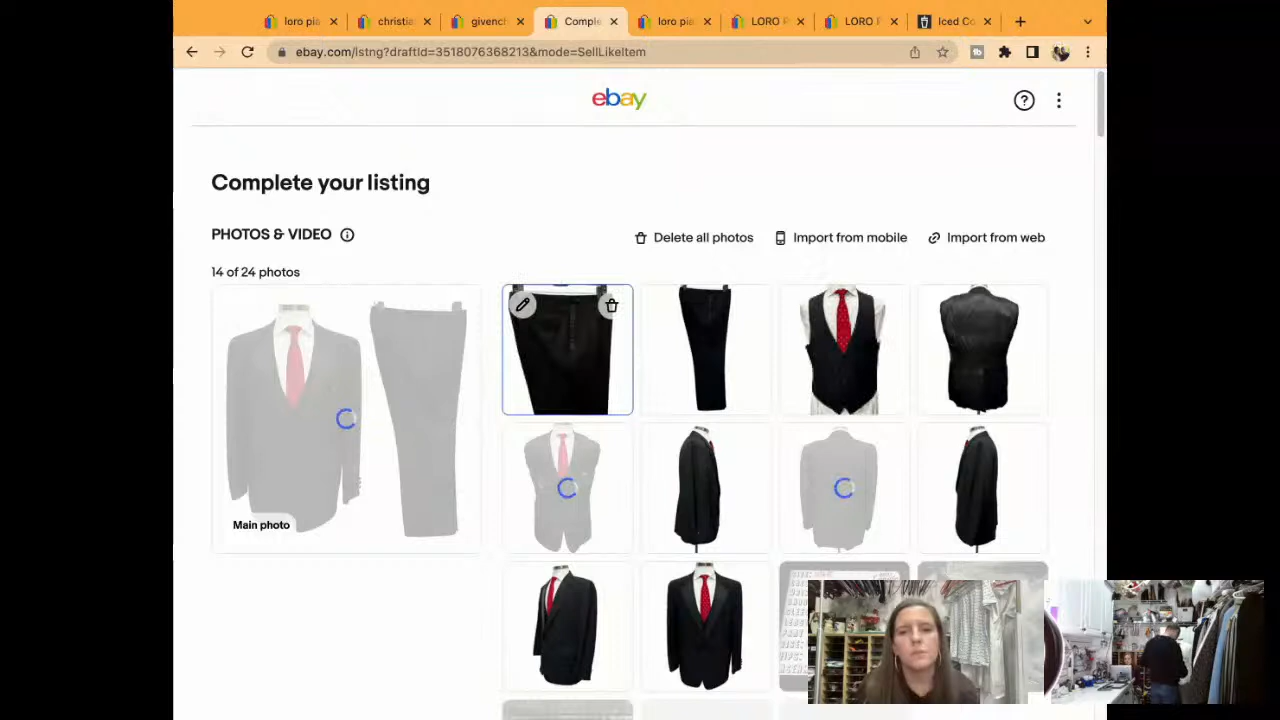 loro pia
christia
givench
Comple
loro pia
LORO P
LORO P
Iced Co
ebay.com/lstng?draftId=3518076368213&mode=SellLikeItem
ebay
Complete your listing
PHOTOS & VIDEO
Delete all photos
Import from mobile
Import from web
14 of 24 photos
Main photo